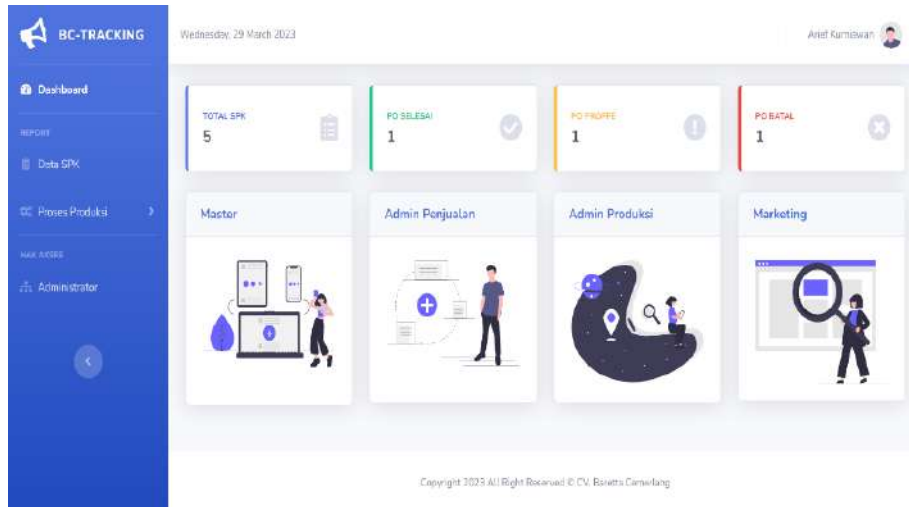 BC-TRACKING
Wednesday, 29 March 2023
Arief Kurniawan
Dashboard
TOTAL SPK
5
PO SELESAI
1
PO
1
PO BATAL
1
REPORT
Data SPK
Proses Produksi
HAK AKSES
Administrator
Master
Admin Penjualan
Admin Produksi
Marketing
Copyright 2023 All Right Reserved © CV.